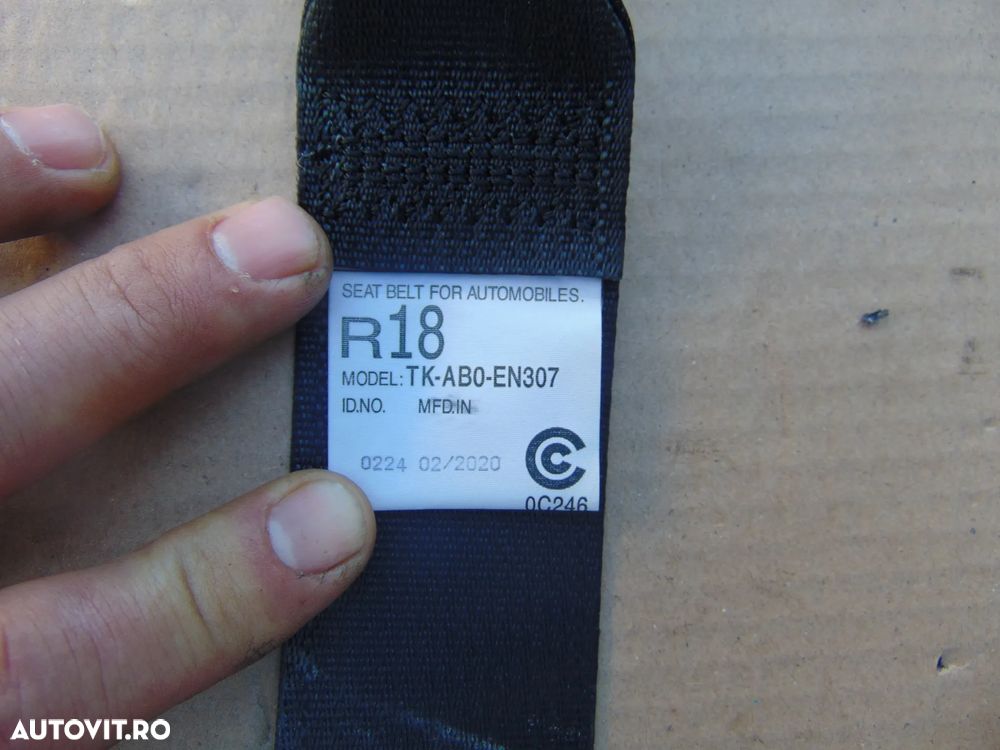 SEAT BELT FOR AUTOMOBILES.
R18
MODEL: TK-AB0-EN307
ID.NO. MFD.IN
0224 02/2020
C
0C246
AUTOVIT.RO